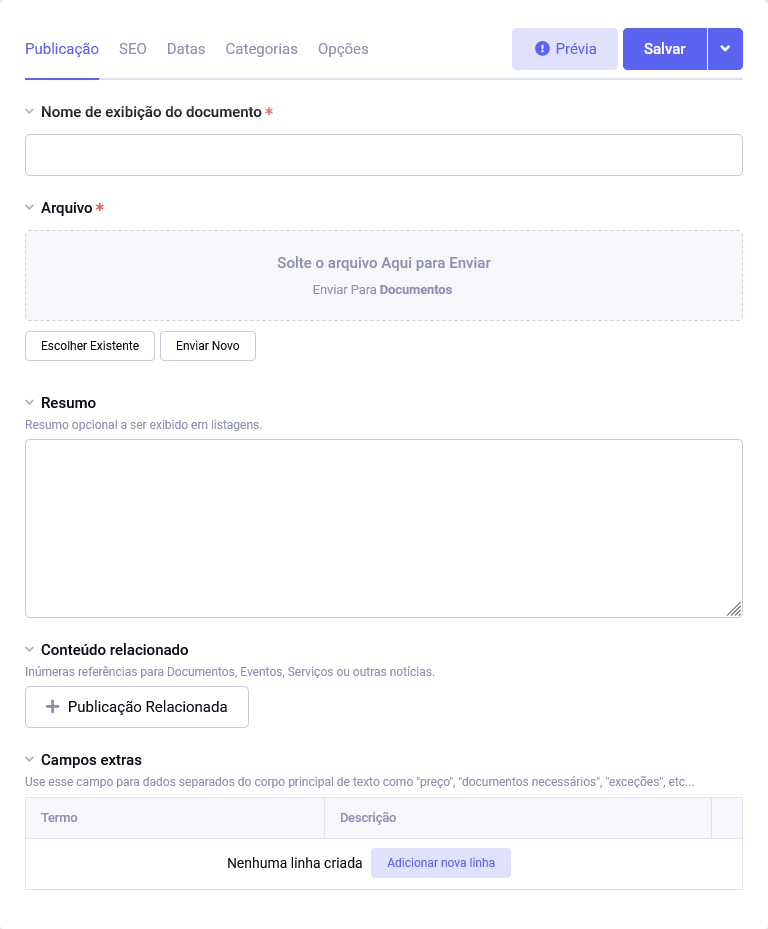 Publicação SEO Datas Categorias Opções Prévia Salvar
Nome de exibição do documento *
Arquivo *
Solte o arquivo Aqui para Enviar
Enviar Para Documentos
Escolher Existente Enviar Novo
Resumo
Resumo opcional a ser exibido em listagens.
Conteúdo relacionado
Inúmeras referências para Documentos, Eventos, Serviços ou outras notícias.
Publicação Relacionada
Campos extras
Use esse campo para dados separados do corpo principal de texto como "preço", "documentos necessários", "exceções", etc...
Termo Descrição
Nenhuma linha criada Adicionar nova linha